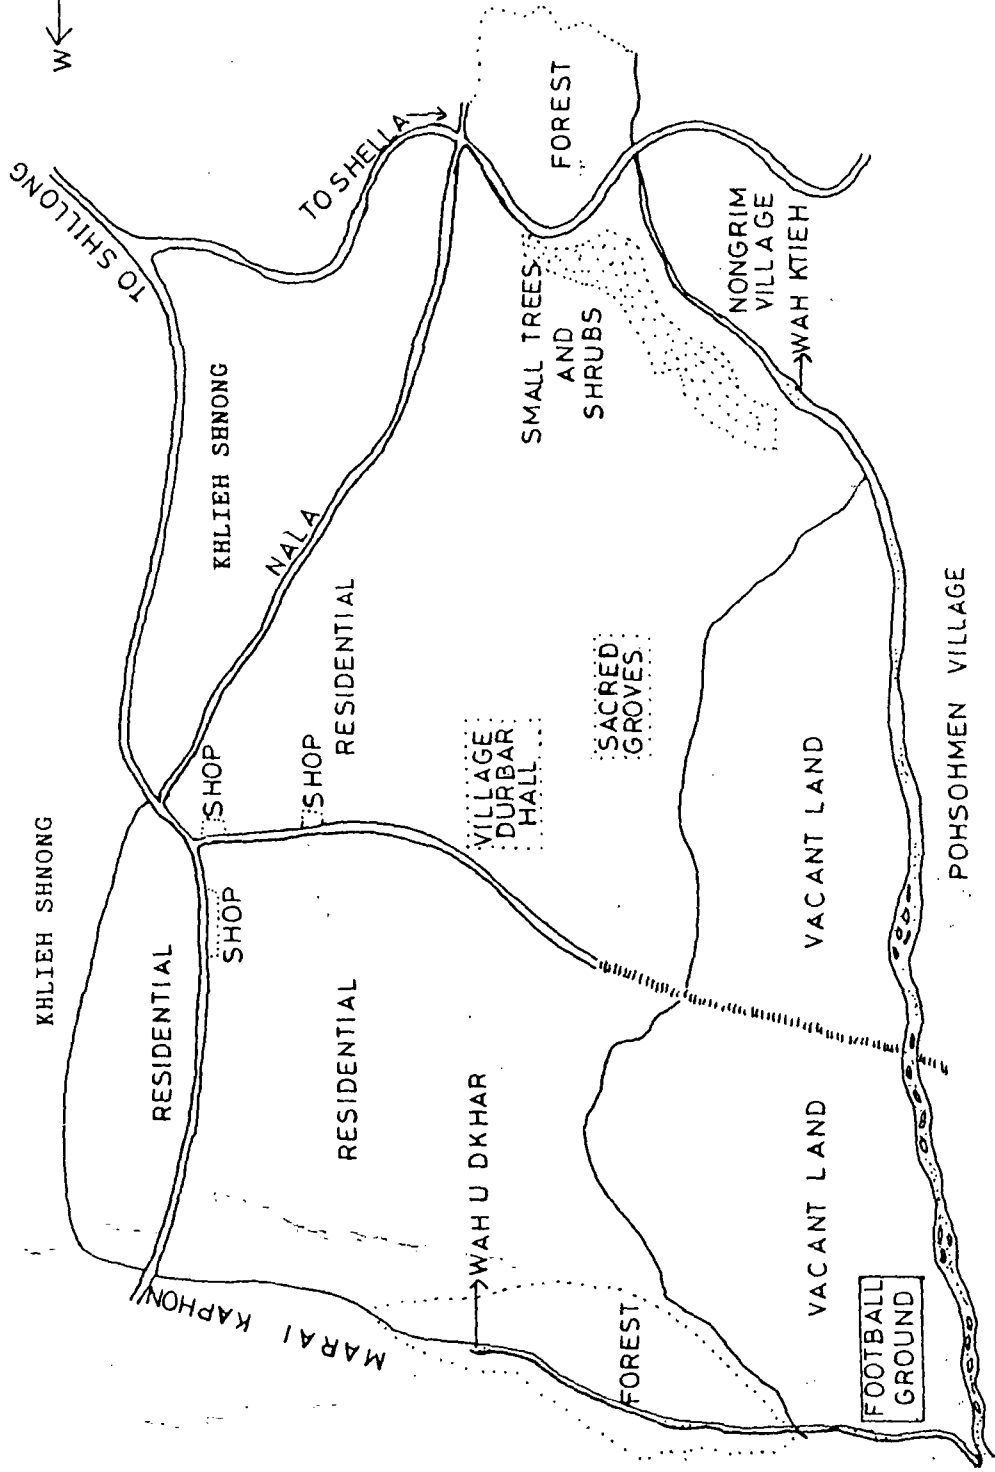 W
TO SHILLLONG
TO SHELLA
FOREST
KHLIEH SHNONG
NALA
SMALL TREES
AND
SHRUBS
NONGRIM
VILLAGE
WAH KTIEH
RESIDENTIAL
SHOP
SHOP
SHOP
VILLAGE
DURBAR
HALL
SACRED
GROVES
VACANT LAND
POHSOHMEN VILLAGE
KHLIEH SHNONG
RESIDENTIAL
RESIDENTIAL
WAH U DKHAR
VACANT LAND
MARAI KAPHON
FOREST
FOOTBALL
GROUND